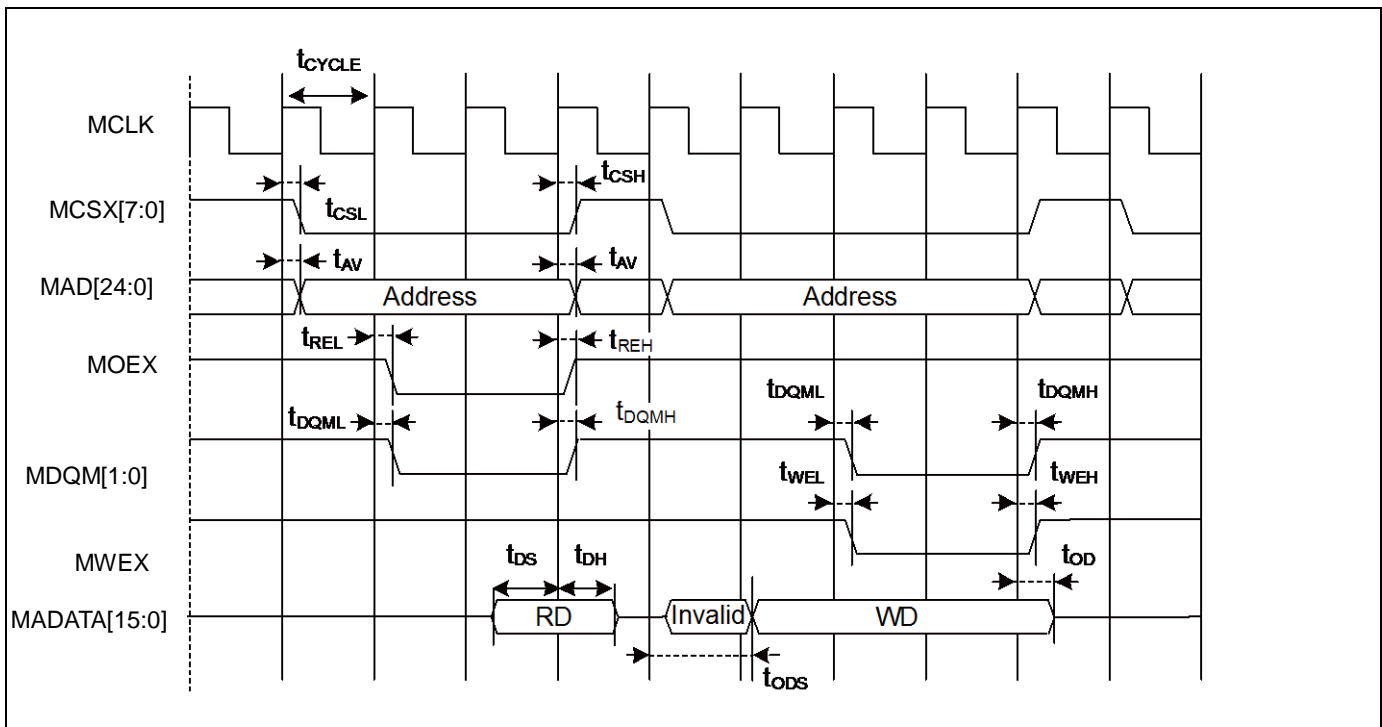 tCYCLE
MCLK
tCSH
MCSX[7:0]
tCSL
tAV
tAV
MAD[24:0]
Address
Address
tREL
tREH
MOEX
tDQML
tDQMH
tDQML
tDQMH
MDQM[1:0]
tWEL
tWEH
MWEX
tDS
tDH
tOD
MADATA[15:0]
RD
Invalid
WD
tODS